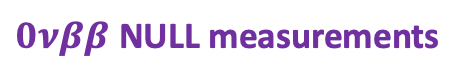 0νββ NULL measurements